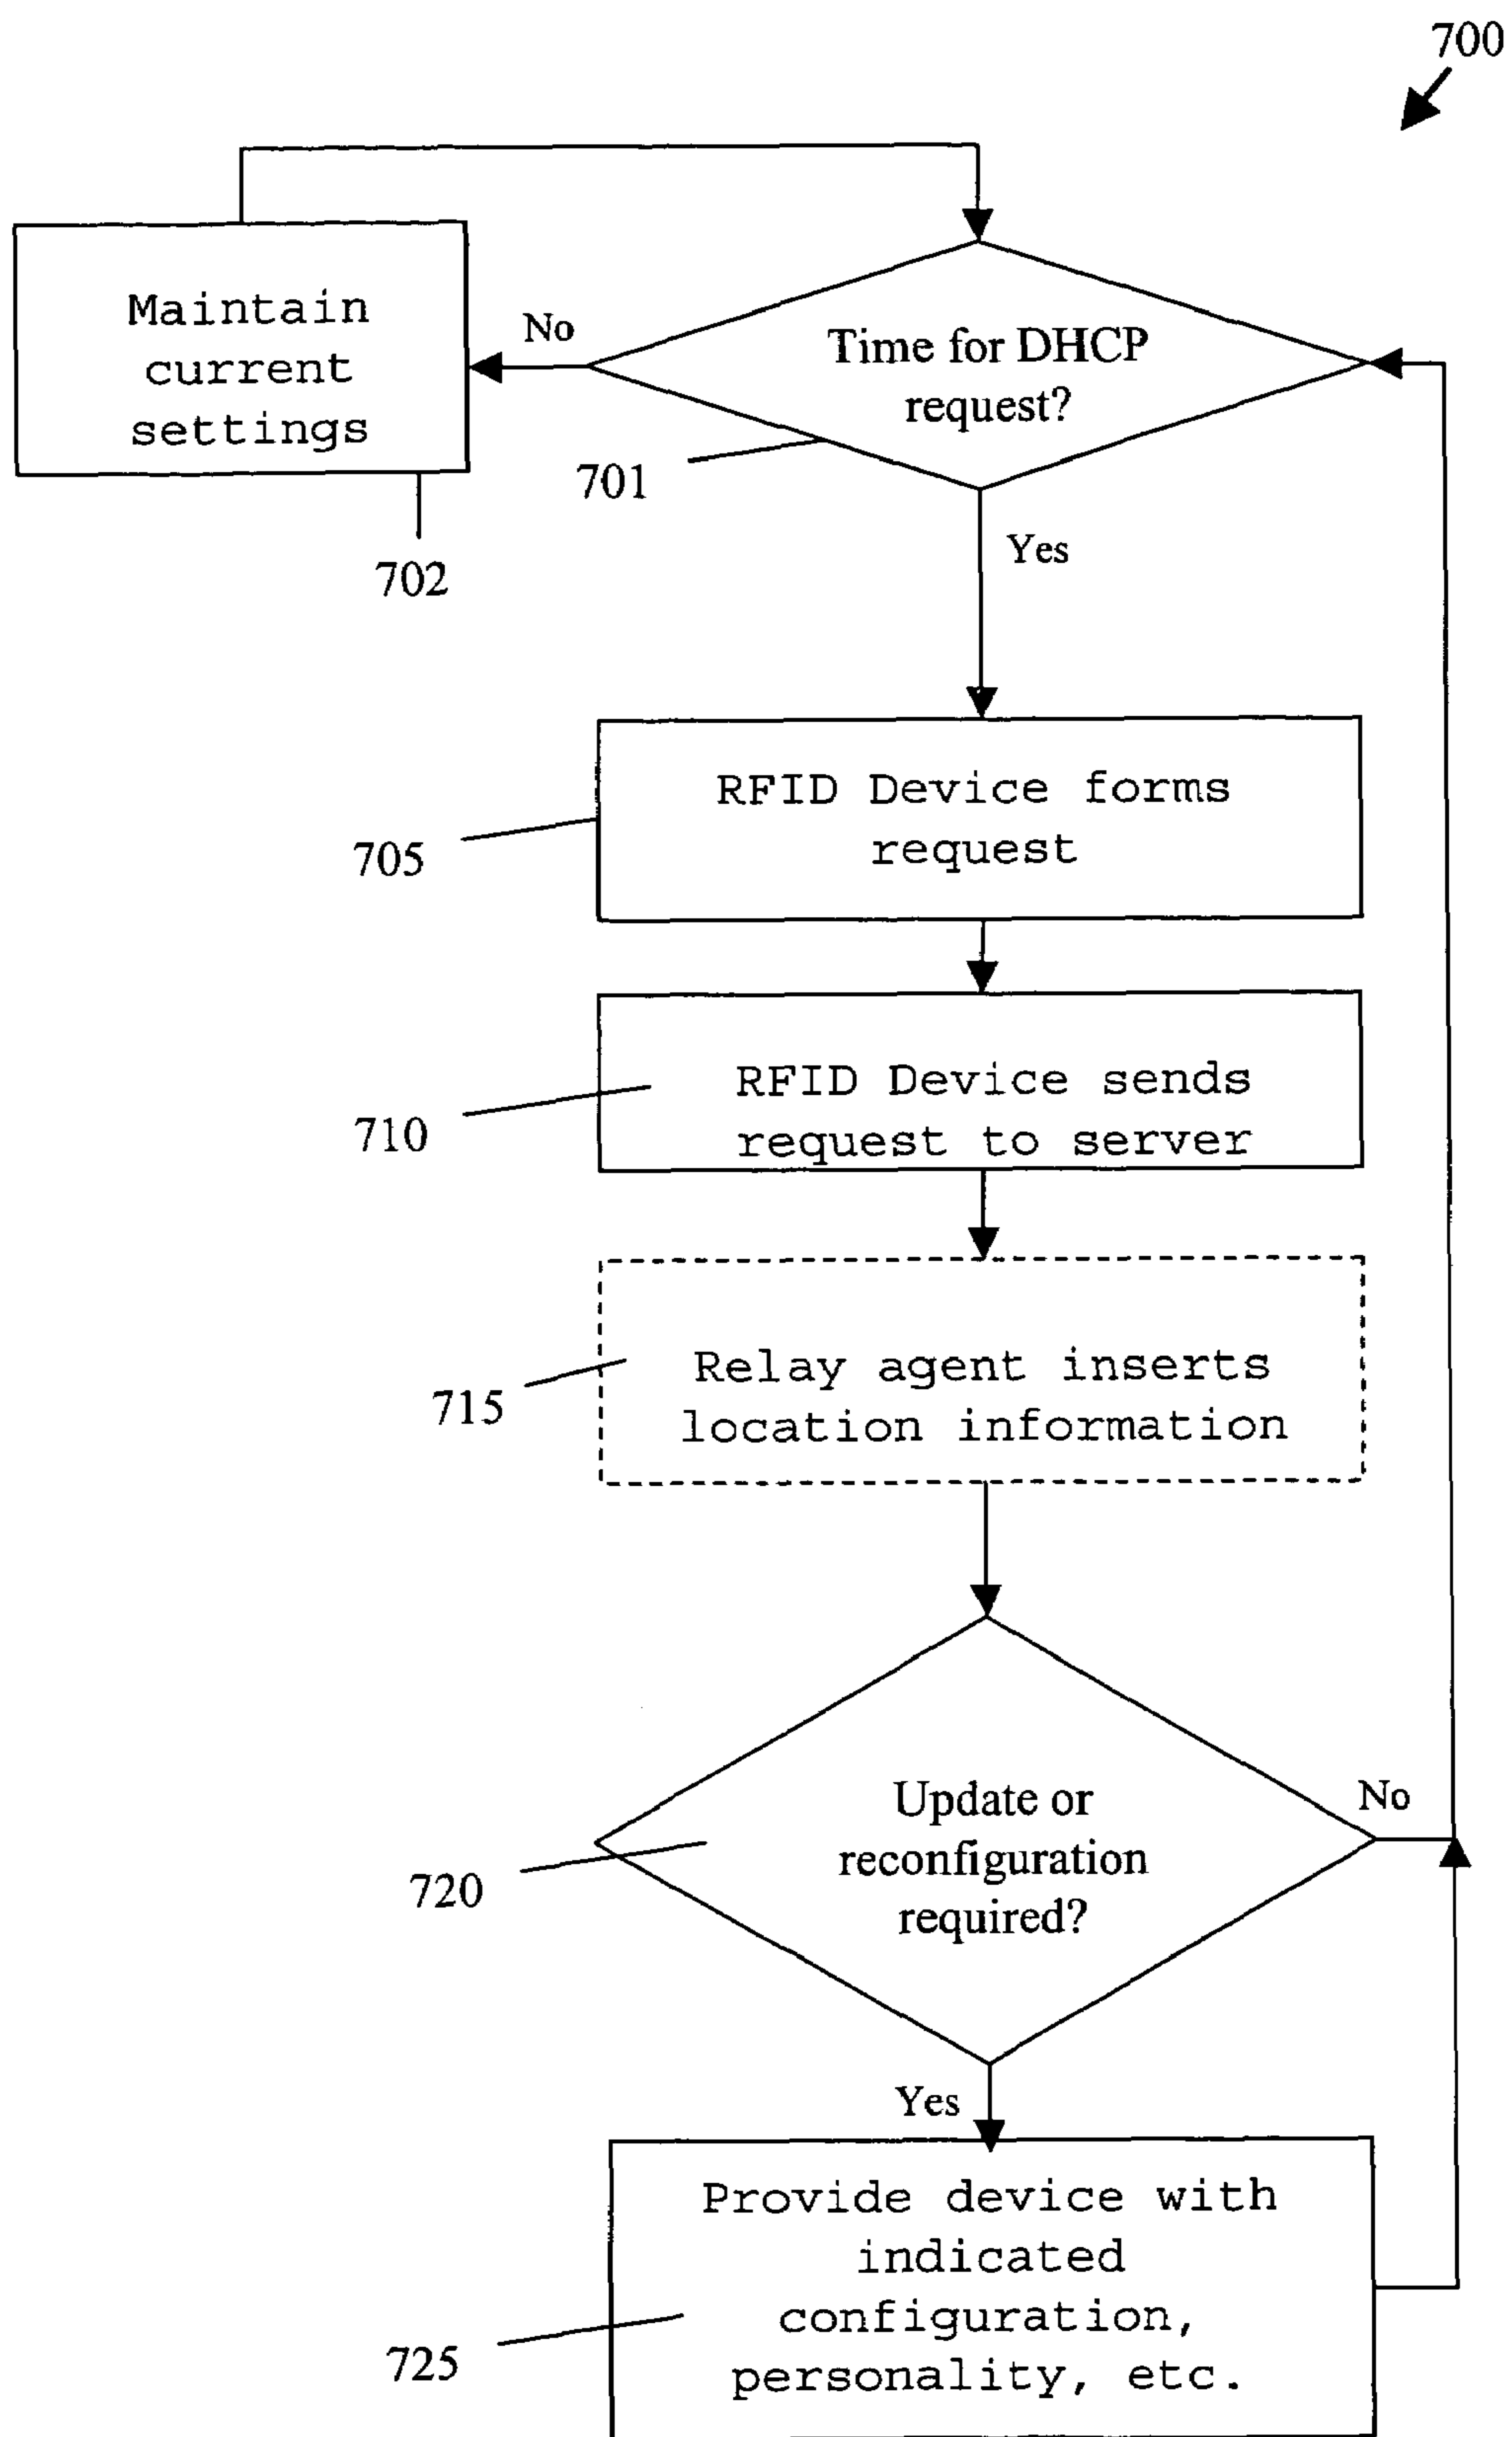 700
Maintain
current
settings
No
Time for DHCP
request?
701
702
Yes
RFID Device forms
request
705
RFID Device sends
request to server
710
Relay agent inserts
location information
715
Update or
reconfiguration
required?
No
720
Yes
Provide device with
indicated
configuration,
personality, etc.
725